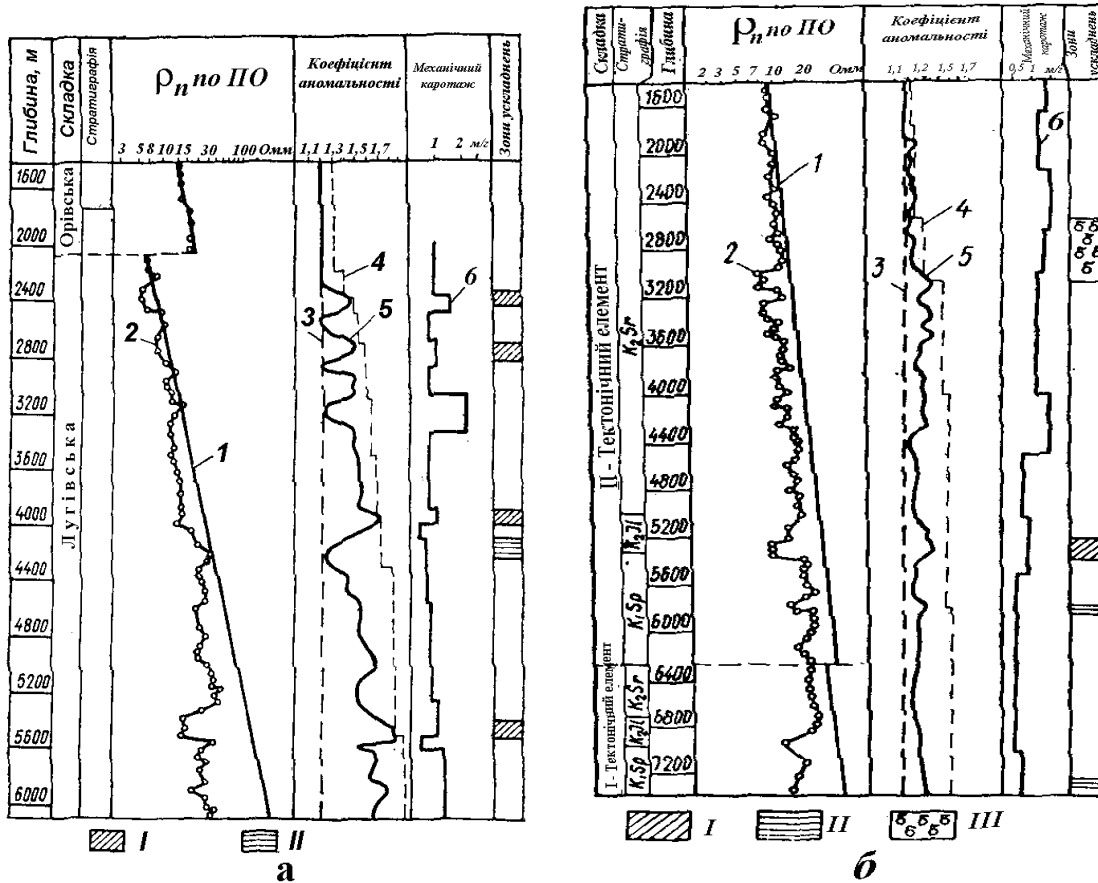 Глибина, м
Складка
Стратиграфія
ρп по ПО
3 5 8 10 15 30 100 Омм
Коефіцієнт
аномальності
1,1 1,3 1,5 1,7
Механічний
каротаж
1 2 м/г
Зони ускладнень
1600
2000
2400
2800
3200
3600
4000
4400
4800
5200
5600
6000
Орівська
Лугівська
1
2
3
4
5
6
I
II
а
Складка
Страти-
графія
Глибина
ρп по ПО
2 3 5 7 10 20 Омм
Коефіцієнт
аномальності
1,1 1,2 1,5 1,7
Механічний
каротаж
0,5 1 м/г
Зони
ускладнень
1600
2000
2400
2800
3200
3600
4000
4400
4800
5200
5600
6000
6400
6800
7200
II - Тектонічний елемент
I - Тектонічний елемент
K₂Sr
K₂Jl
K₁Sp
K₂Sr
K₂Jl
K₁Sp
1
2
3
4
5
6
I
II
III
б